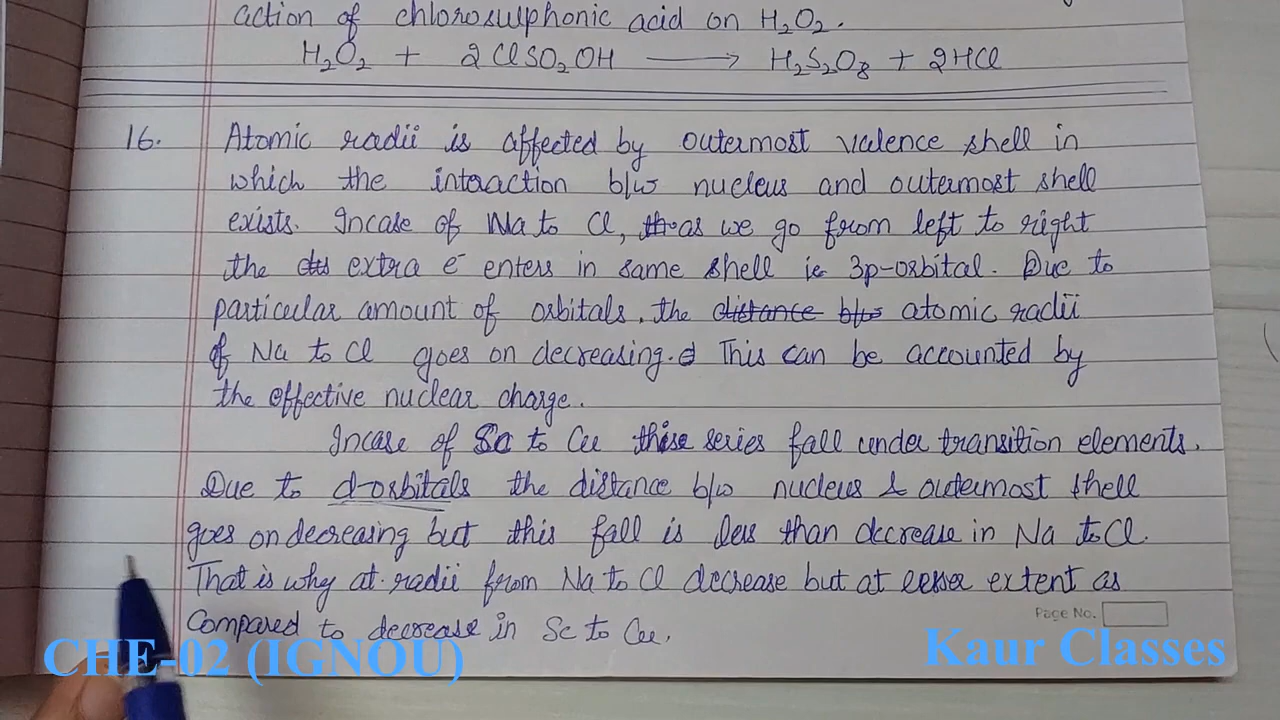 action of chlorosulphonic acid on H₂O₂.
H₂O₂ + 2ClSO₂OH ⟶ H₂S₂O₈ + 2HCl
16. Atomic radii is affected by outermost valence shell in
which the interaction b/w nucleus and outermost shell
exists. Incase of Na to Cl, as we go from left to right
the extra e⁻ enters in same shell ie 3p-orbital. Due to
particular amount of orbitals, the distance b/w atomic radii
of Na to Cl goes on decreasing. This can be accounted by
the effective nuclear charge.
Incase of Sc to Cu these series fall under transition elements.
Due to d-orbitals the distance b/w nucleus & outermost shell
goes on decreasing but this fall is less than decrease in Na to Cl.
That is why at. radii from Na to Cl decrease but at lesser extent as
Compared to decrease in Sc to Cu.
Page No.
CHE-02 (IGNOU)
Kaur Classes